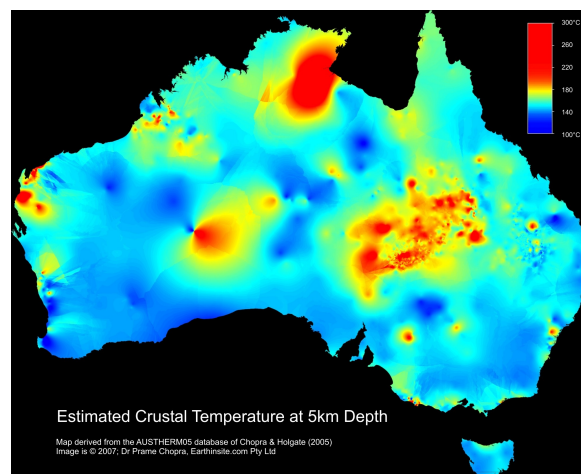 300°C
260
220
180
140
100°C
Estimated Crustal Temperature at 5km Depth
Map derived from the AUSTHERM05 database of Chopra & Holgate (2005)
Image is © 2007; Dr Prame Chopra, Earthinsite.com Pty Ltd